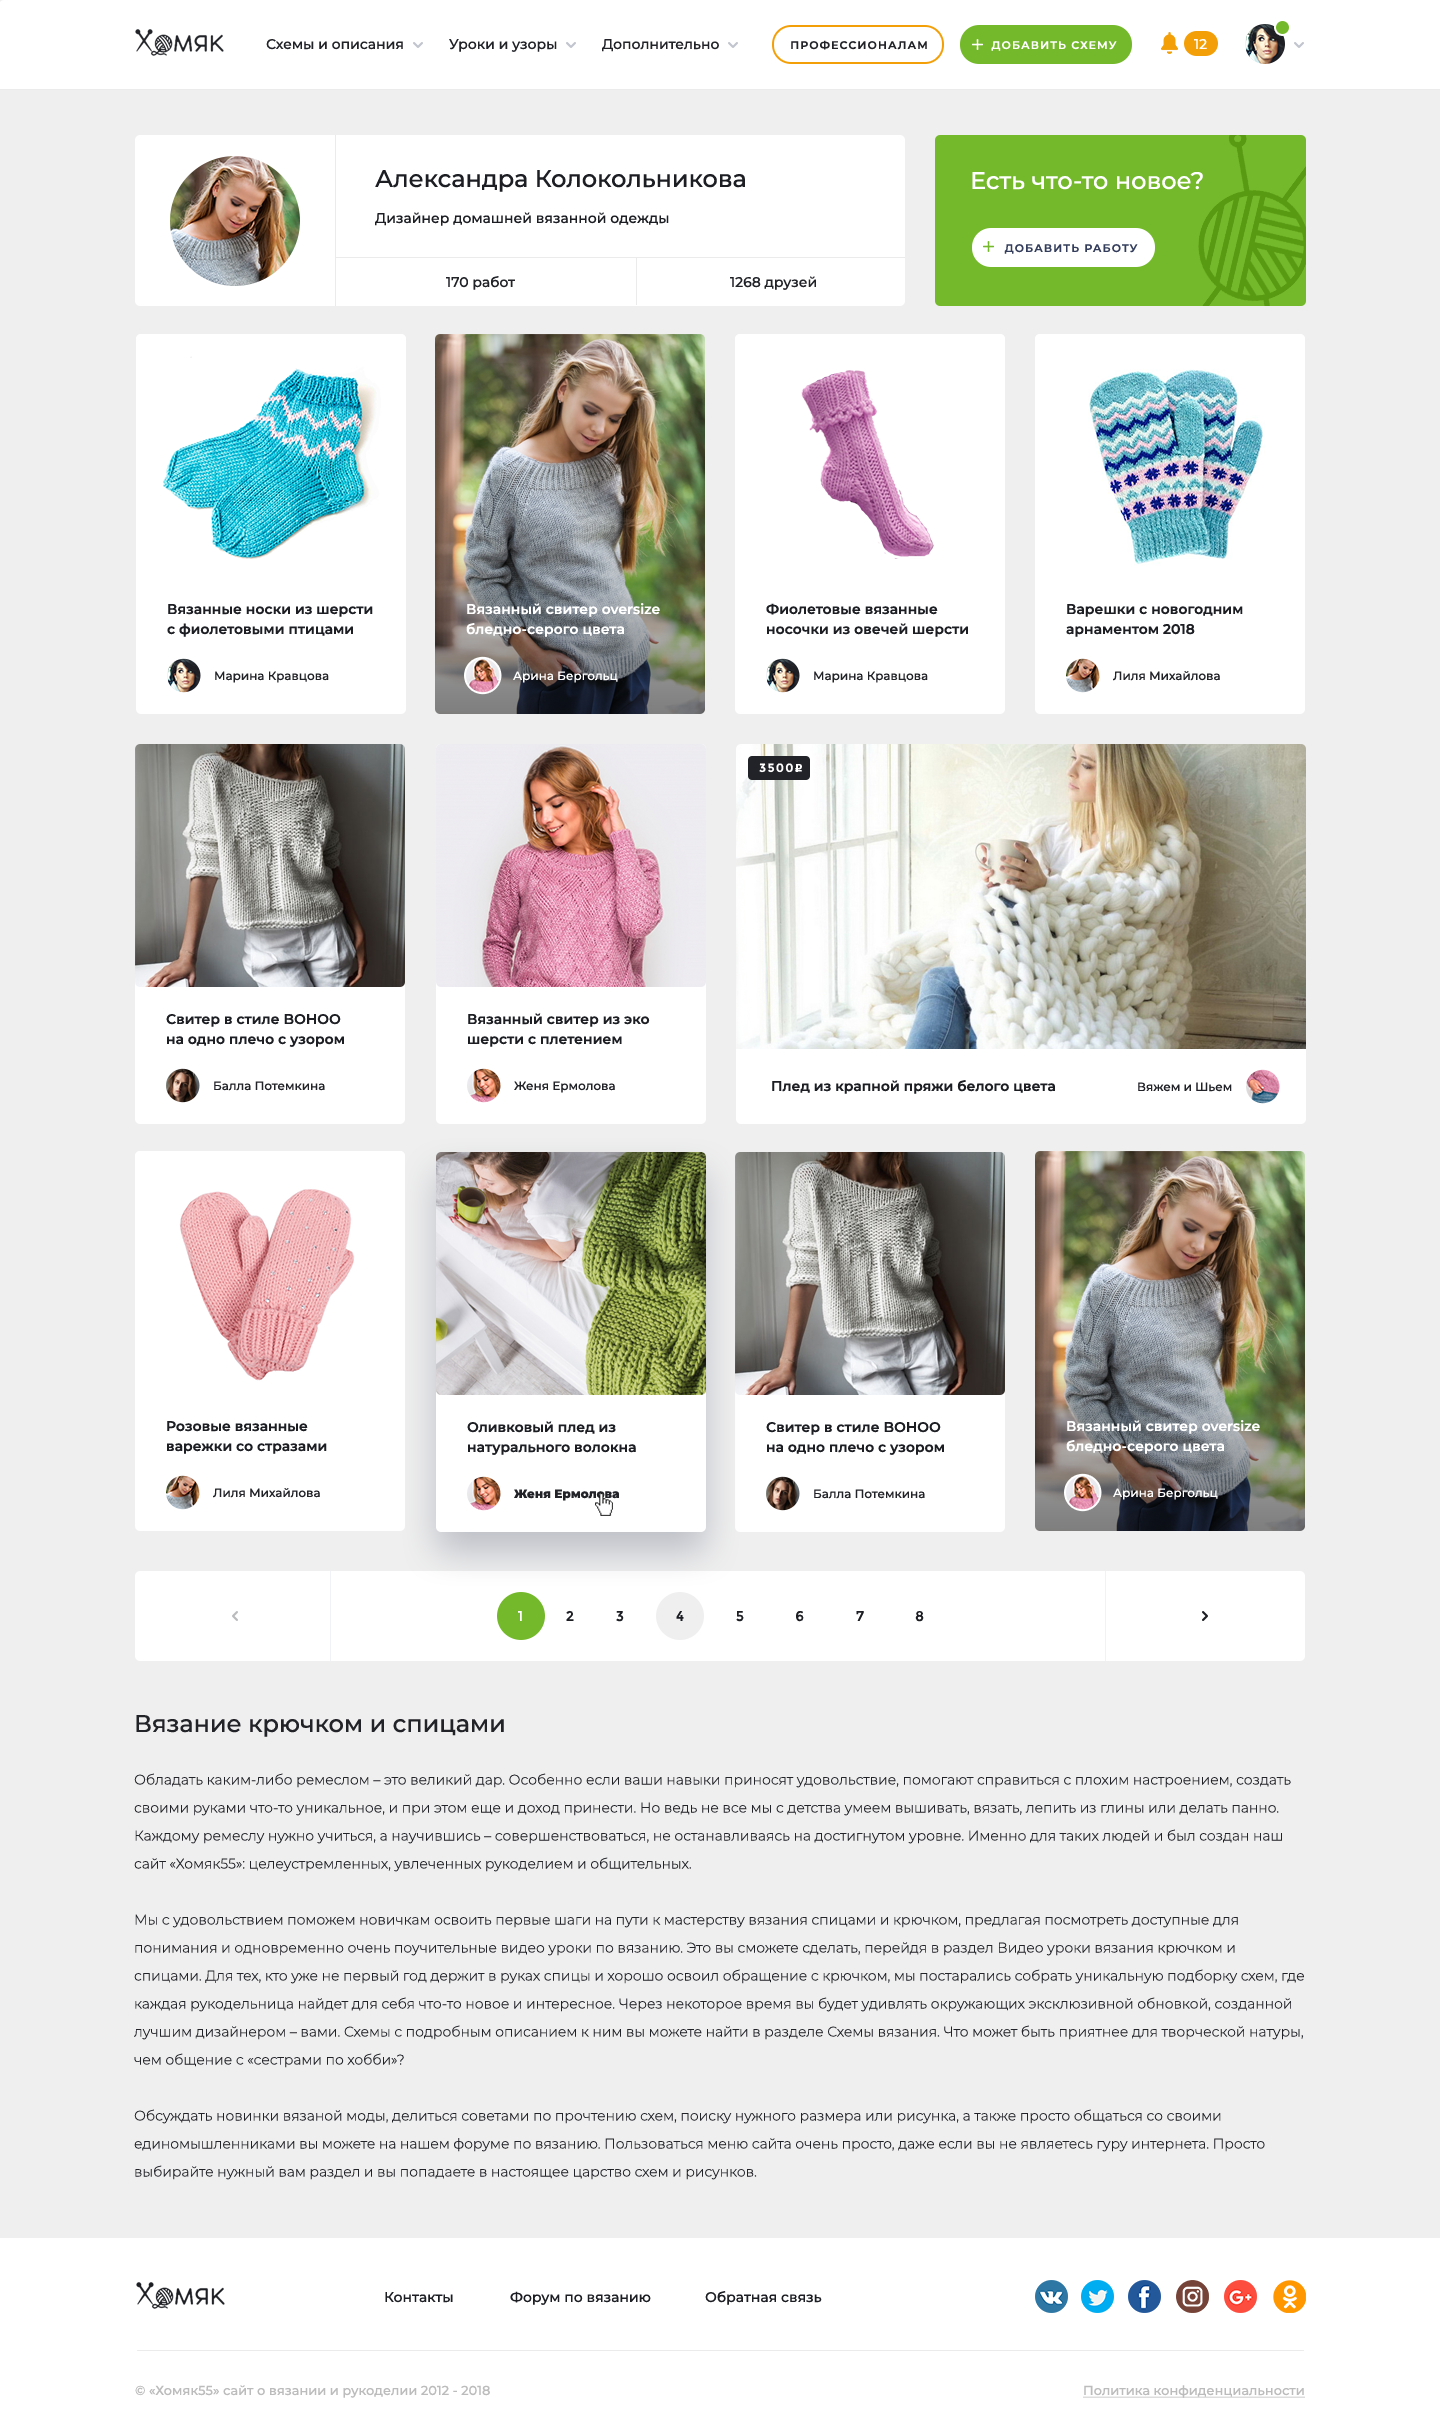 Хомяк
Схемы и описания
Уроки и узоры
Дополнительно
ПРОФЕССИОНАЛАМ
+ ДОБАВИТЬ СХЕМУ
12
Александра Колокольникова
Дизайнер домашней вязанной одежды
170 работ
1268 друзей
Есть что-то новое?
+ ДОБАВИТЬ РАБОТУ
Вязанные носки из шерсти
с фиолетовыми птицами
Марина Кравцова
Вязанный свитер oversize
бледно-серого цвета
Арина Бергольц
Фиолетовые вязанные
носочки из овечей шерсти
Марина Кравцова
Варешки с новогодним
арнаментом 2018
Лиля Михайлова
Свитер в стиле BOHOO
на одно плечо с узором
Балла Потемкина
Вязанный свитер из эко
шерсти с плетением
Женя Ермолова
3500₽
Плед из крапной пряжи белого цвета
Вяжем и Шьем
Розовые вязанные
варежки со стразами
Лиля Михайлова
Оливковый плед из
натурального волокна
Женя Ермолова
Свитер в стиле BOHOO
на одно плечо с узором
Балла Потемкина
Вязанный свитер oversize
бледно-серого цвета
Арина Бергольц
1 2 3 4 5 6 7 8
Вязание крючком и спицами
Обладать каким-либо ремеслом – это великий дар. Особенно если ваши навыки приносят удовольствие, помогают справиться с плохим настроением, создать
своими руками что-то уникальное, и при этом еще и доход принести. Но ведь не все мы с детства умеем вышивать, вязать, лепить из глины или делать панно.
Каждому ремеслу нужно учиться, а научившись – совершенствоваться, не останавливаясь на достигнутом уровне. Именно для таких людей и был создан наш
сайт «Хомяк55»: целеустремленных, увлеченных рукоделием и общительных.
Мы с удовольствием поможем новичкам освоить первые шаги на пути к мастерству вязания спицами и крючком, предлагая посмотреть доступные для
понимания и одновременно очень поучительные видео уроки по вязанию. Это вы сможете сделать, перейдя в раздел Видео уроки вязания крючком и
спицами. Для тех, кто уже не первый год держит в руках спицы и хорошо освоил обращение с крючком, мы постарались собрать уникальную подборку схем, где
каждая рукодельница найдет для себя что-то новое и интересное. Через некоторое время вы будет удивлять окружающих эксклюзивной обновкой, созданной
лучшим дизайнером – вами. Схемы с подробным описанием к ним вы можете найти в разделе Схемы вязания. Что может быть приятнее для творческой натуры,
чем общение с «сестрами по хобби»?
Обсуждать новинки вязаной моды, делиться советами по прочтению схем, поиску нужного размера или рисунка, а также просто общаться со своими
единомышленниками вы можете на нашем форуме по вязанию. Пользоваться меню сайта очень просто, даже если вы не являетесь гуру интернета. Просто
выбирайте нужный вам раздел и вы попадаете в настоящее царство схем и рисунков.
Хомяк
Контакты
Форум по вязанию
Обратная связь
© «Хомяк55» сайт о вязании и рукоделии 2012 - 2018
Политика конфиденциальности